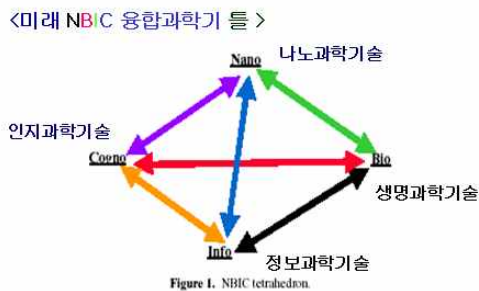 <미래 NBIC 융합과학기 틀 >
Nano
나노과학기술
인지과학기술
Cogno
Bio
생명과학기술
Info
정보과학기술
Figure 1. NBIC tetrahedron.